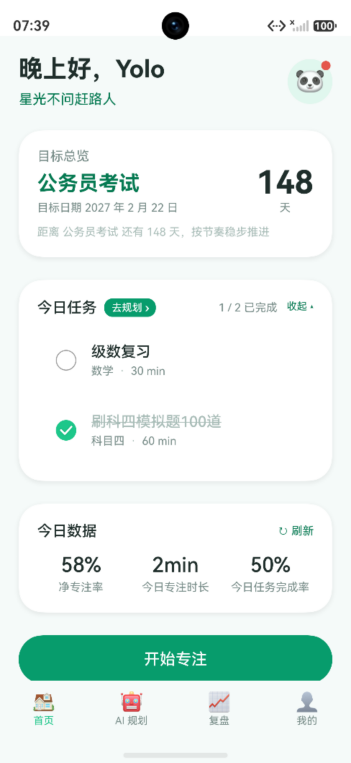 07:39
100
晚上好，Yolo
星光不问赶路人
目标总览
公务员考试
目标日期 2027 年 2 月 22 日
148
天
距离 公务员考试 还有 148 天，按节奏稳步推进
今日任务
去规划 ›
1 / 2 已完成
收起
级数复习
数学 · 30 min
刷科四模拟题100道
科目四 · 60 min
今日数据
↻ 刷新
58%
2min
50%
净专注率
今日专注时长
今日任务完成率
开始专注
首页
AI 规划
复盘
我的